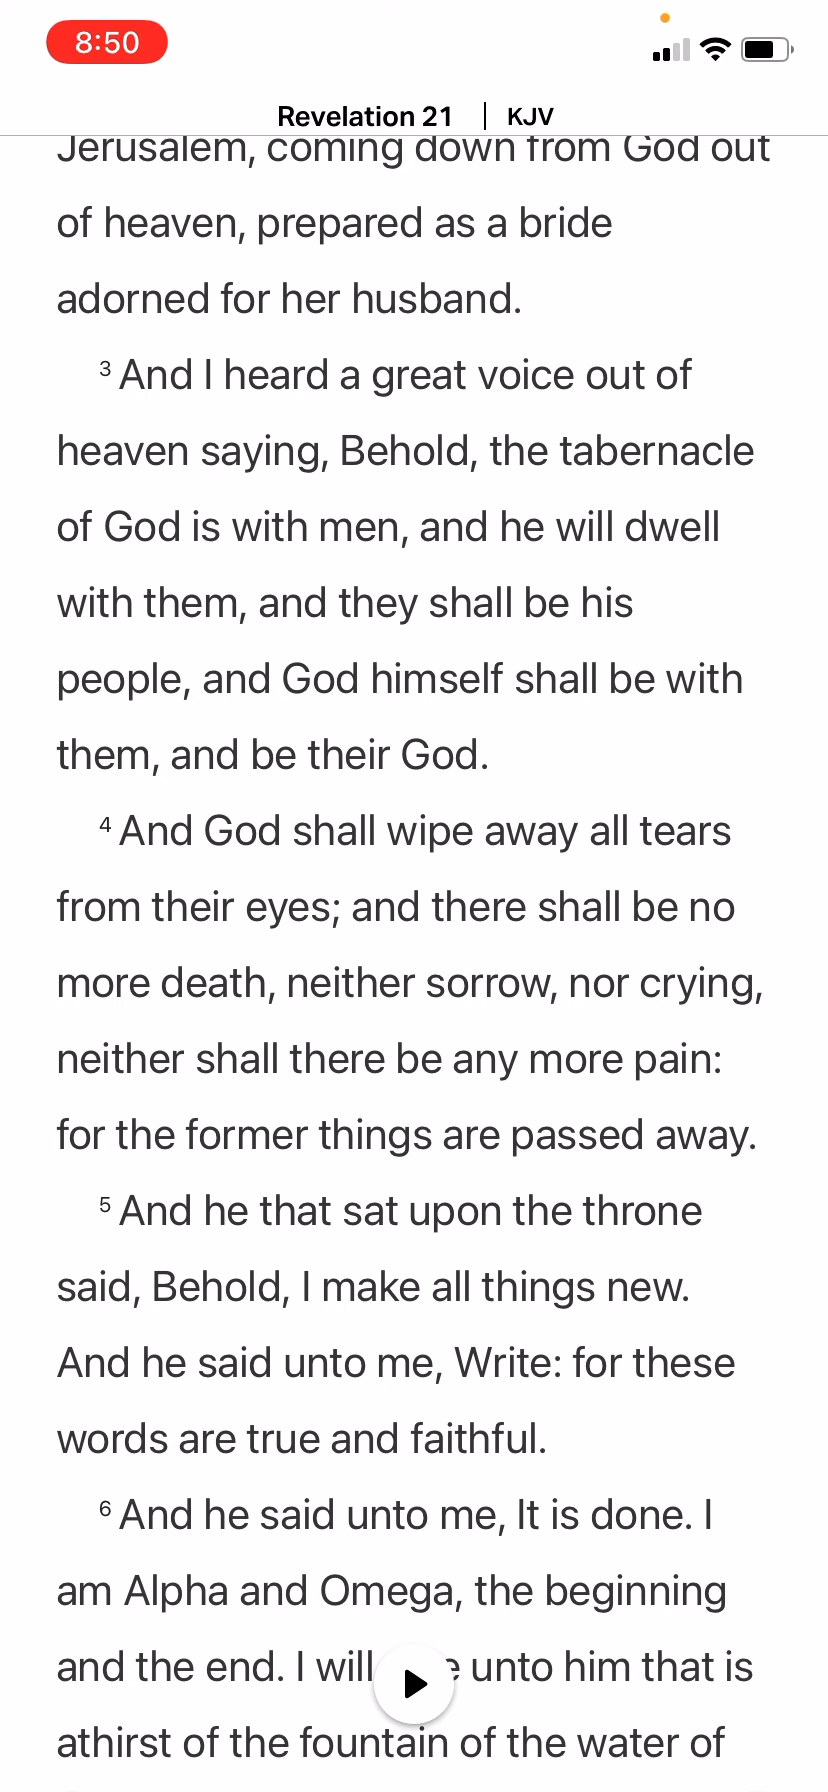 8:50
Revelation 21 | KJV
Jerusalem, coming down from God out
of heaven, prepared as a bride
adorned for her husband.
3 And I heard a great voice out of
heaven saying, Behold, the tabernacle
of God is with men, and he will dwell
with them, and they shall be his
people, and God himself shall be with
them, and be their God.
4 And God shall wipe away all tears
from their eyes; and there shall be no
more death, neither sorrow, nor crying,
neither shall there be any more pain:
for the former things are passed away.
5 And he that sat upon the throne
said, Behold, I make all things new.
And he said unto me, Write: for these
words are true and faithful.
6 And he said unto me, It is done. I
am Alpha and Omega, the beginning
and the end. I will unto him that is
athirst of the fountain of the water of